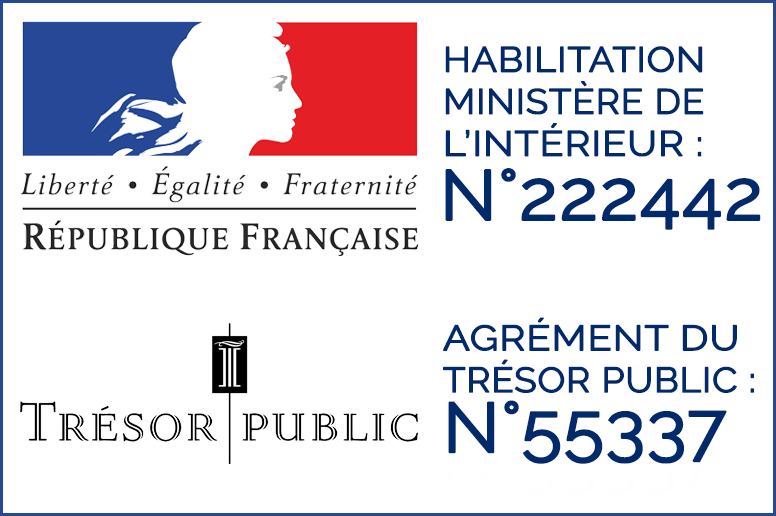 Liberté • Égalité • Fraternité
RÉPUBLIQUE FRANÇAISE
HABILITATION
MINISTÈRE DE
L'INTÉRIEUR :
N°222442
TRÉSOR PUBLIC
AGRÉMENT DU
TRÉSOR PUBLIC :
N°55337